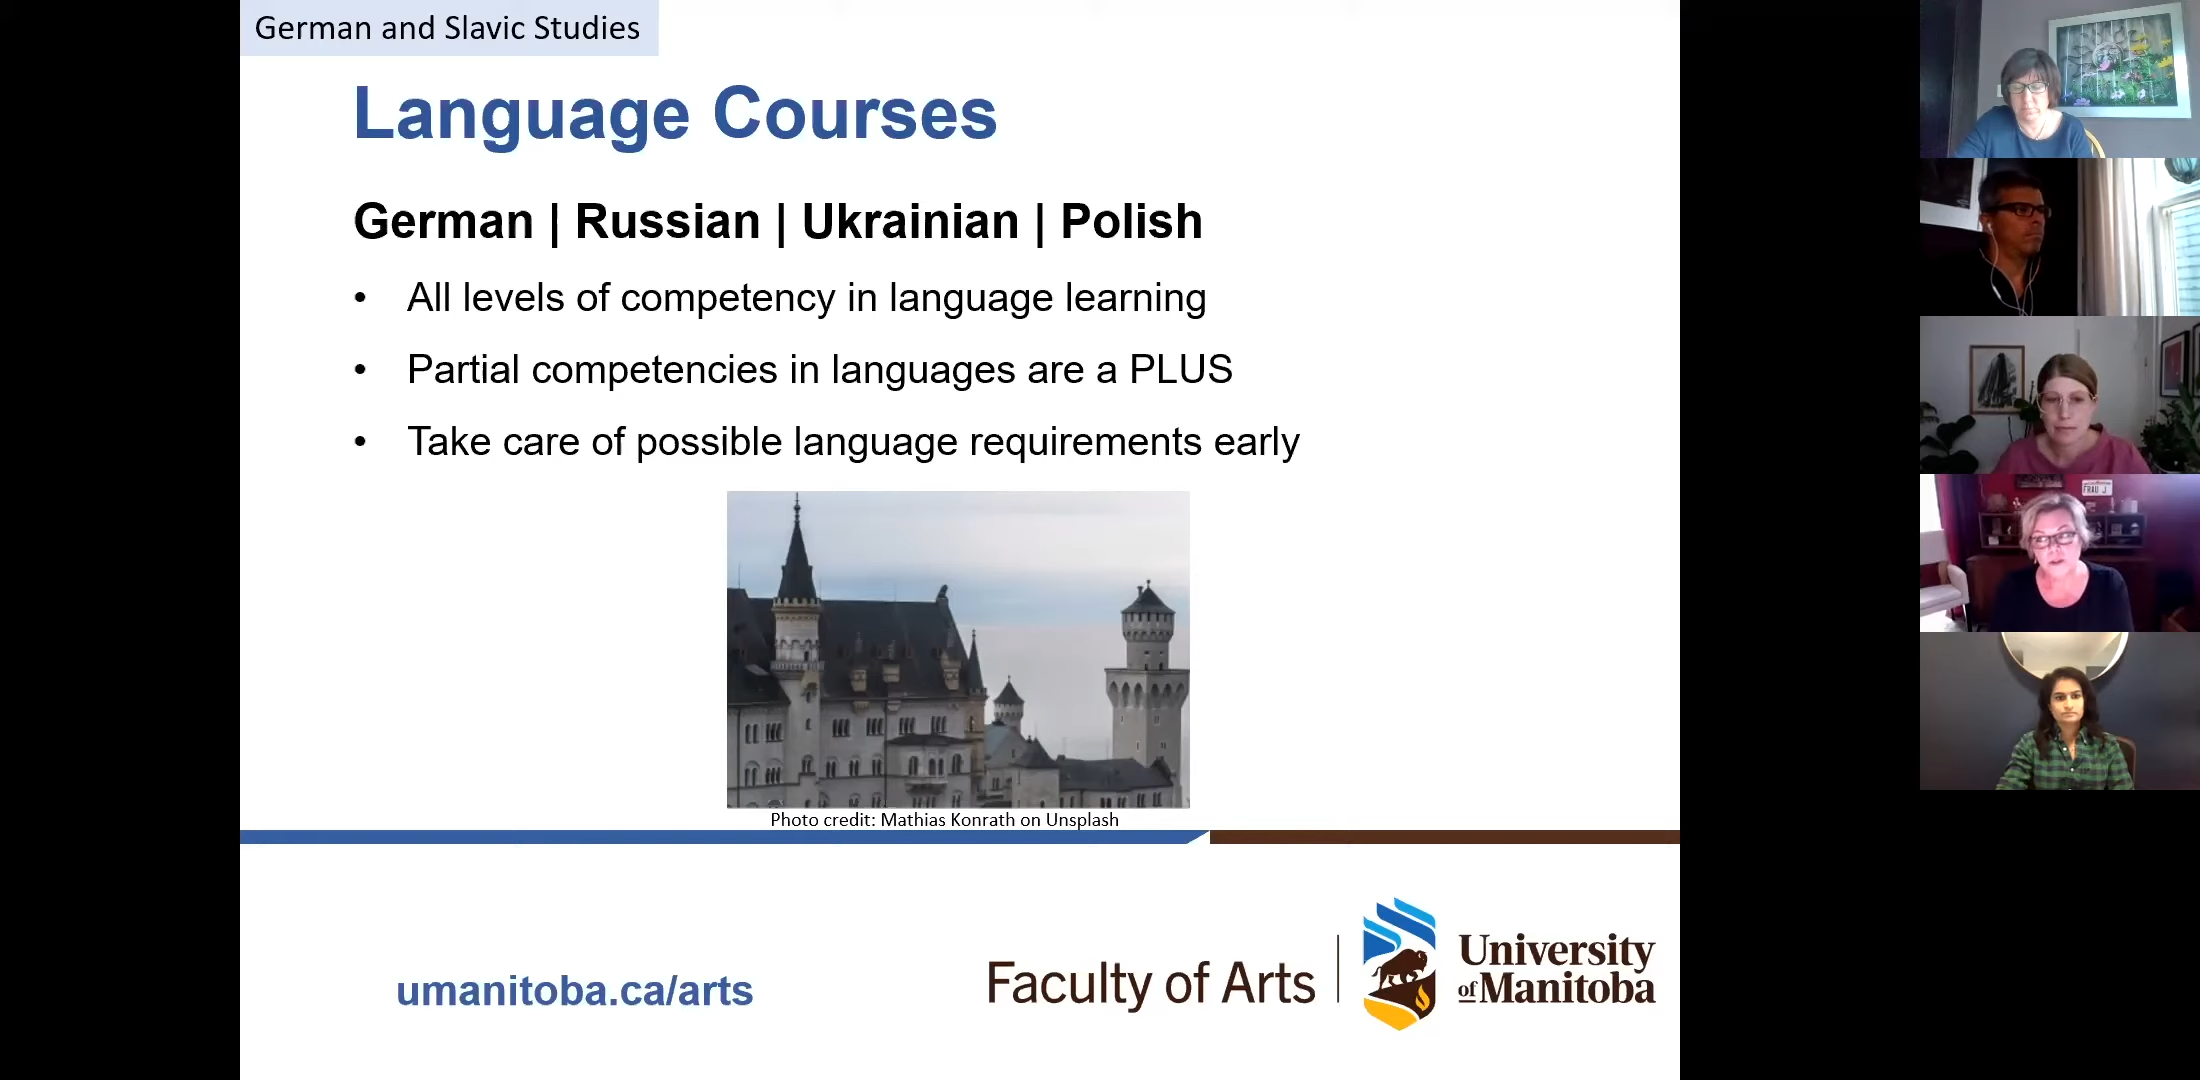 German and Slavic Studies
Language Courses
German | Russian | Ukrainian | Polish
• All levels of competency in language learning
• Partial competencies in languages are a PLUS
• Take care of possible language requirements early
Photo credit: Mathias Konrath on Unsplash
umanitoba.ca/arts
Faculty of Arts
University
of Manitoba
FRAU J